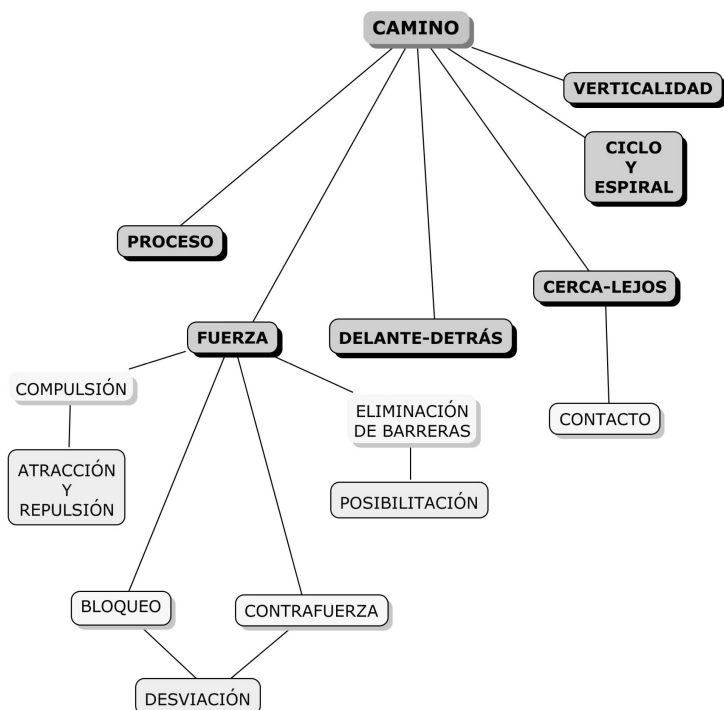 CAMINO
VERTICALIDAD
CICLO
Y
ESPIRAL
PROCESO
CERCA-LEJOS
FUERZA
DELANTE-DETRÁS
COMPULSIÓN
ELIMINACIÓN
DE BARRERAS
CONTACTO
ATRACCIÓN
Y
REPULSIÓN
POSIBILITACIÓN
BLOQUEO
CONTRAFUERZA
DESVIACIÓN